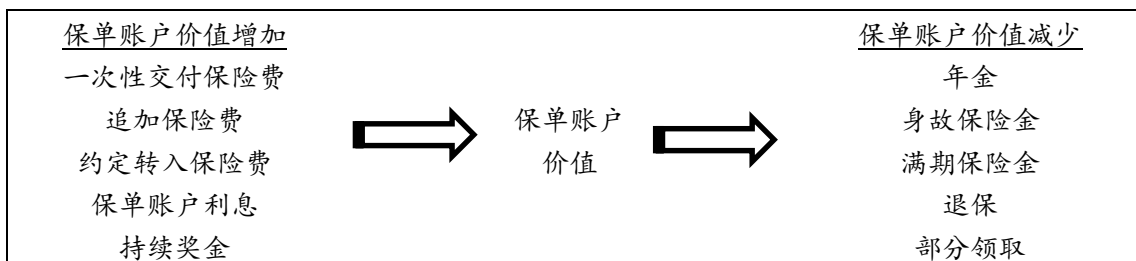 保单账户价值增加
一次性交付保险费
追加保险费
约定转入保险费
保单账户利息
持续奖金
保单账户
价值
保单账户价值减少
年金
身故保险金
满期保险金
退保
部分领取